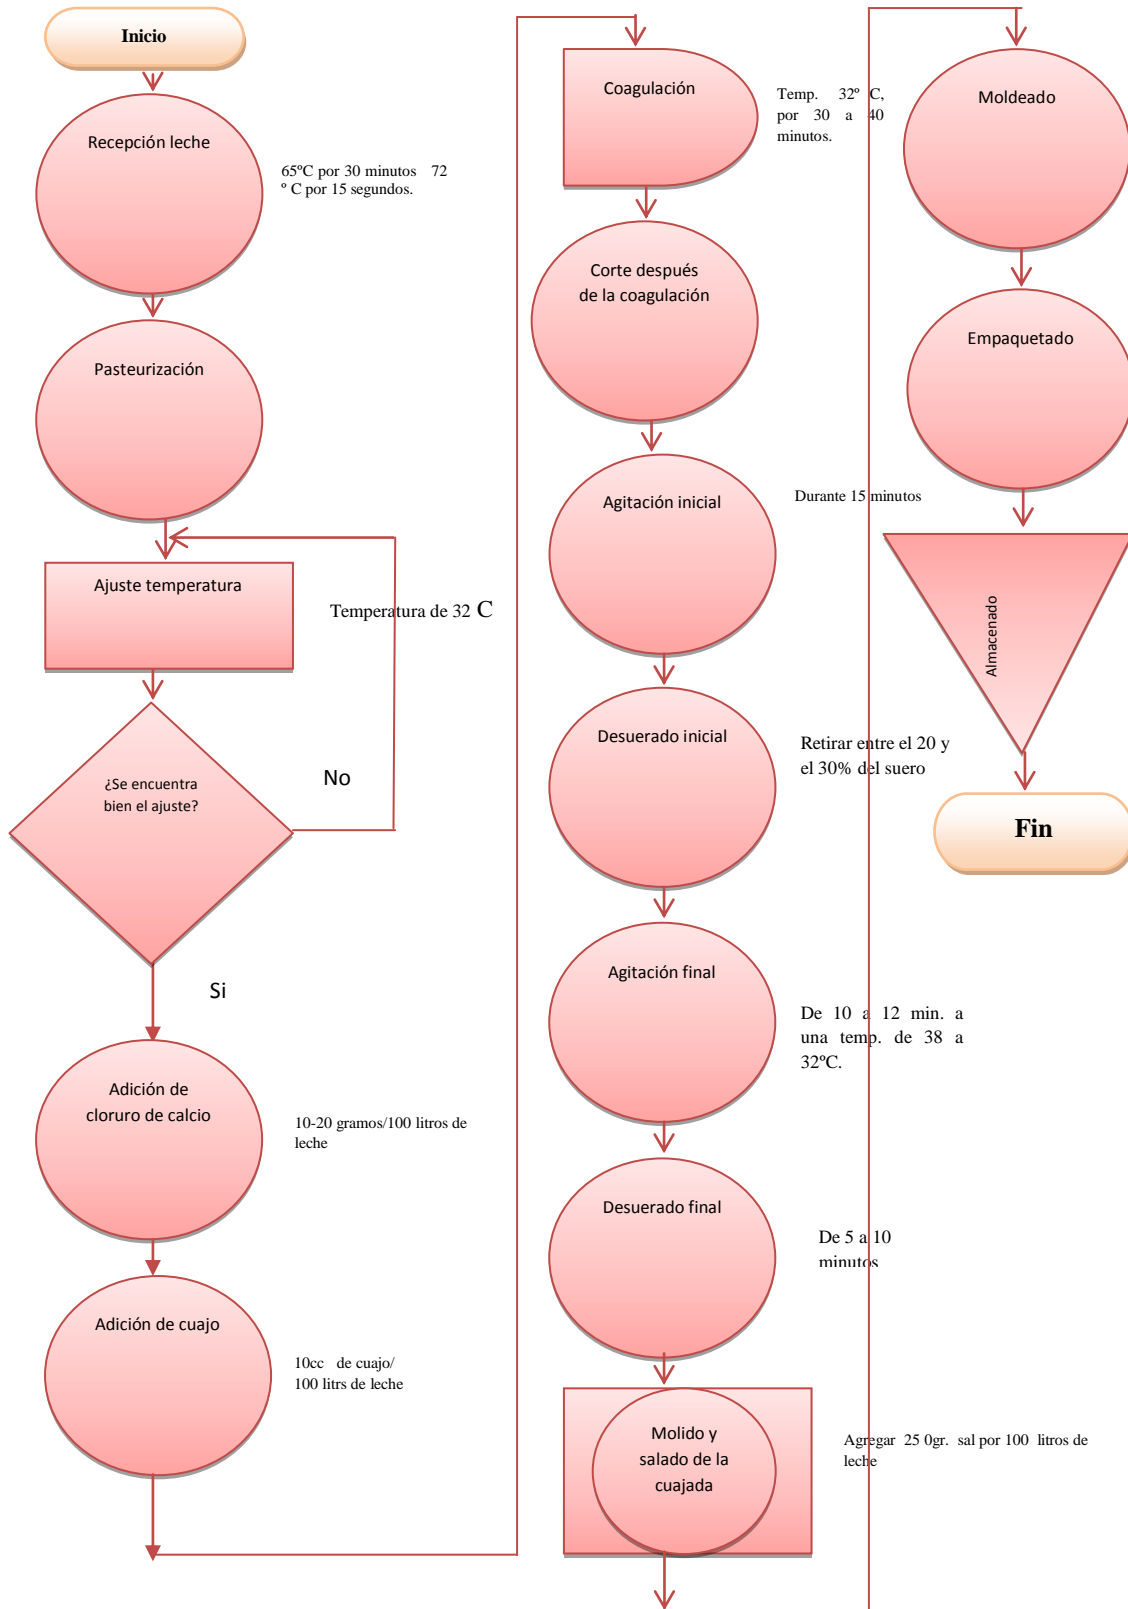 Inicio
Recepción leche
65ºC por 30 minutos 72
º C por 15 segundos.
Pasteurización
Ajuste temperatura
Temperatura de 32 C
¿Se encuentra
bien el ajuste?
No
Si
Adición de
cloruro de calcio
10-20 gramos/100 litros de
leche
Adición de cuajo
10cc de cuajo/
100 litrs de leche
Coagulación
Temp. 32º C,
por 30 a 40
minutos.
Corte después
de la coagulación
Agitación inicial
Durante 15 minutos
Desuerado inicial
Retirar entre el 20 y
el 30% del suero
Agitación final
De 10 a 12 min. a
una temp. de 38 a
32ºC.
Desuerado final
De 5 a 10
minutos
Molido y
salado de la
cuajada
Agregar 25 0gr. sal por 100 litros de
leche
Moldeado
Empaquetado
Almacenado
Fin